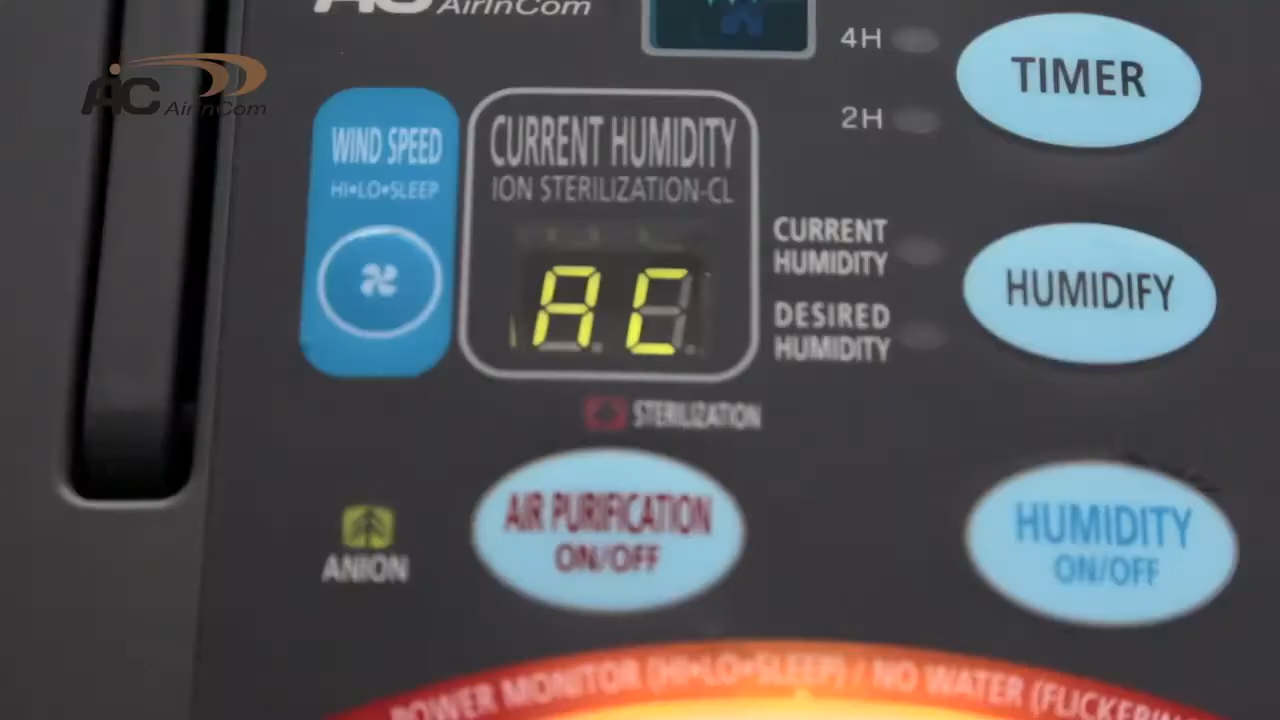 AC AirInCom
AC AirInCom
4H
TIMER
2H
WIND SPEED
HI•LO•SLEEP
CURRENT HUMIDITY
ION STERILIZATION-CL
AC
CURRENT
HUMIDITY
DESIRED
HUMIDITY
HUMIDIFY
STERILIZATION
ANION
AIR PURIFICATION
ON/OFF
HUMIDITY
ON/OFF
POWER MONITOR (HI•LO•SLEEP) / NO WATER (FLICKERIN